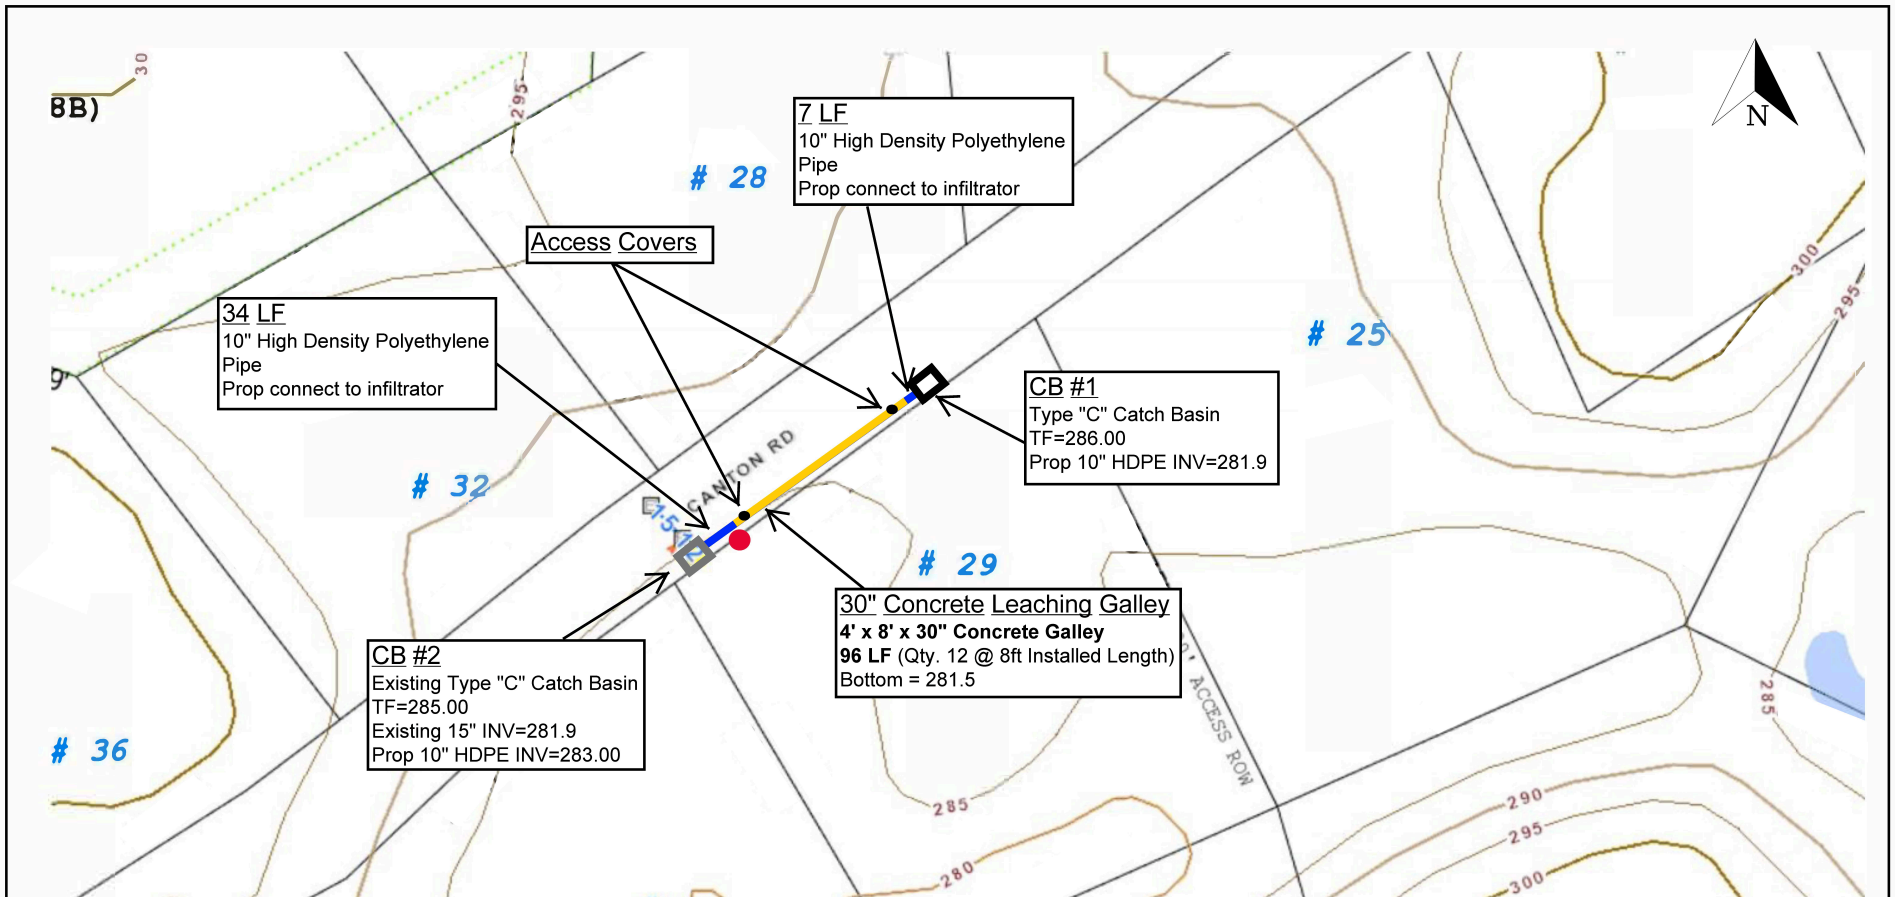 30
8B)
295
# 28
7 LF
10" High Density Polyethylene
Pipe
Prop connect to infiltrator
N
Access Covers
300
295
34 LF
10" High Density Polyethylene
Pipe
Prop connect to infiltrator
# 25
9'
CB #1
Type "C" Catch Basin
TF=286.00
Prop 10" HDPE INV=281.9
CANTON RD
# 32
# 29
30" Concrete Leaching Galley
4' x 8' x 30" Concrete Galley
96 LF (Qty. 12 @ 8ft Installed Length)
Bottom = 281.5
CB #2
Existing Type "C" Catch Basin
TF=285.00
Existing 15" INV=281.9
Prop 10" HDPE INV=283.00
ACCESS ROW
285
# 36
285
290
295
280
300